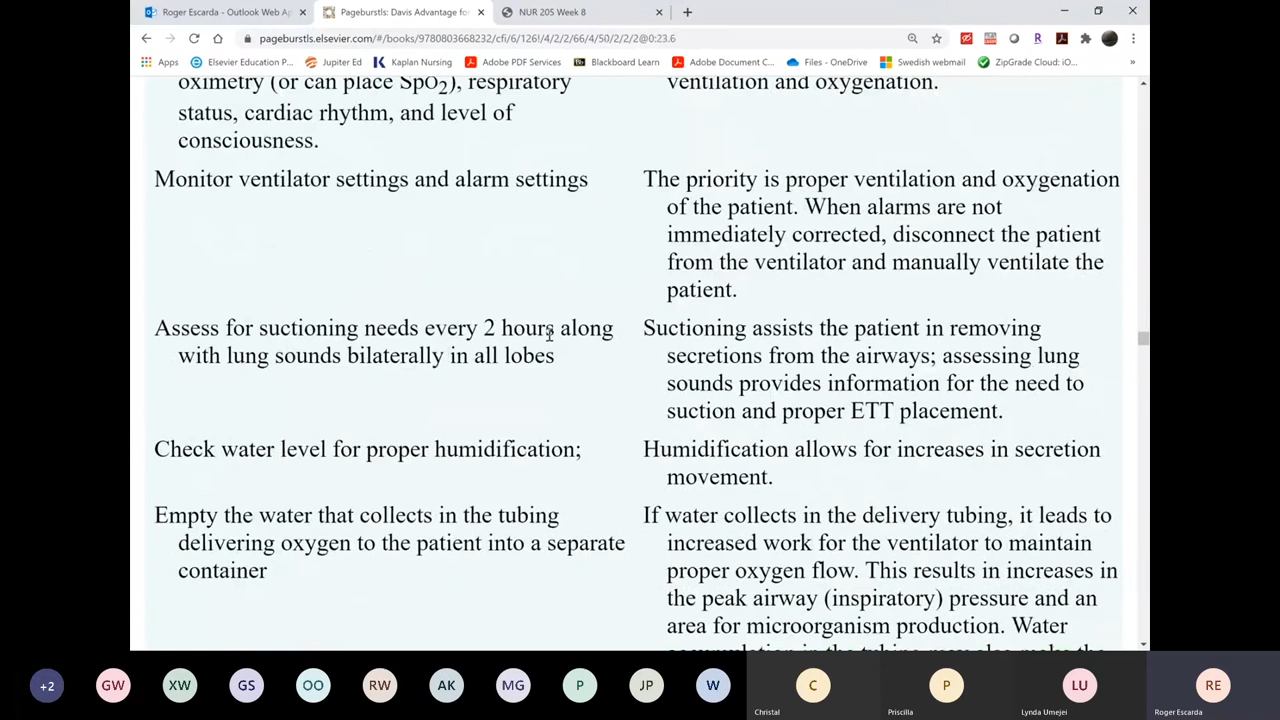 Roger Escarda - Outlook Web Ap
Pageburstls: Davis Advantage for
NUR 205 Week 8
pageburstls.elsevier.com/#/books/9780803668232/cfi/6/126!/4/2/2/66/4/50/2/2/2@0:23.6
Apps
Elsevier Education P...
Jupiter Ed
Kaplan Nursing
Adobe PDF Services
Blackboard Learn
Adobe Document C...
Files - OneDrive
Swedish webmail
ZipGrade Cloud: iO...
»
oximetry (or can place SpO2), respiratory
status, cardiac rhythm, and level of
consciousness.
ventilation and oxygenation.
Monitor ventilator settings and alarm settings
The priority is proper ventilation and oxygenation
of the patient. When alarms are not
immediately corrected, disconnect the patient
from the ventilator and manually ventilate the
patient.
Assess for suctioning needs every 2 hours along
with lung sounds bilaterally in all lobes
Suctioning assists the patient in removing
secretions from the airways; assessing lung
sounds provides information for the need to
suction and proper ETT placement.
Check water level for proper humidification;
Humidification allows for increases in secretion
movement.
Empty the water that collects in the tubing
delivering oxygen to the patient into a separate
container
If water collects in the delivery tubing, it leads to
increased work for the ventilator to maintain
proper oxygen flow. This results in increases in
the peak airway (inspiratory) pressure and an
area for microorganism production. Water
+2
GW
XW
GS
OO
RW
AK
MG
P
JP
W
C
Christal
P
Priscilla
LU
Lynda Umejei
RE
Roger Escarda